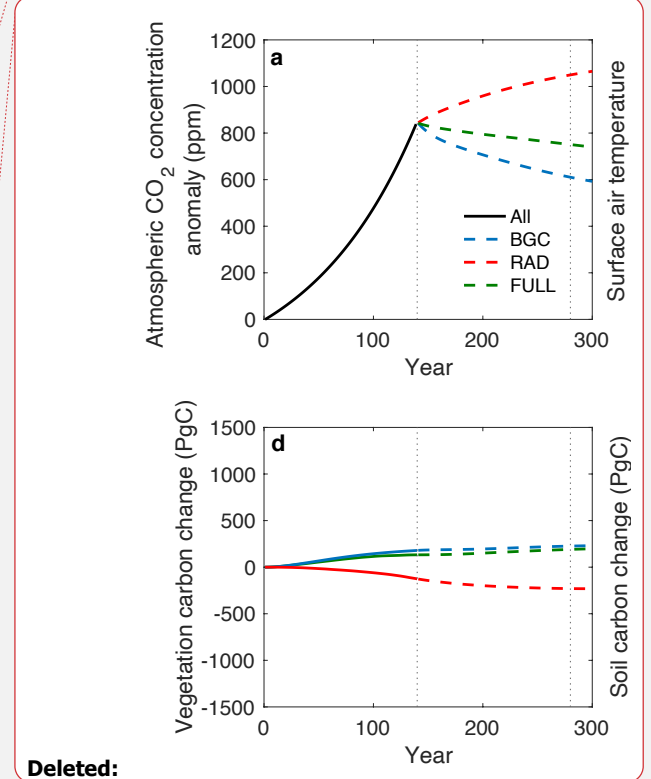 a
Atmospheric CO2 concentration
anomaly (ppm)
1200
1000
800
600
400
200
0
All
BGC
RAD
FULL
0
100
200
300
Year
Surface air temperature
d
Vegetation carbon change (PgC)
1500
1000
500
0
-500
-1000
-1500
0
100
200
300
Year
Soil carbon change (PgC)
Deleted: